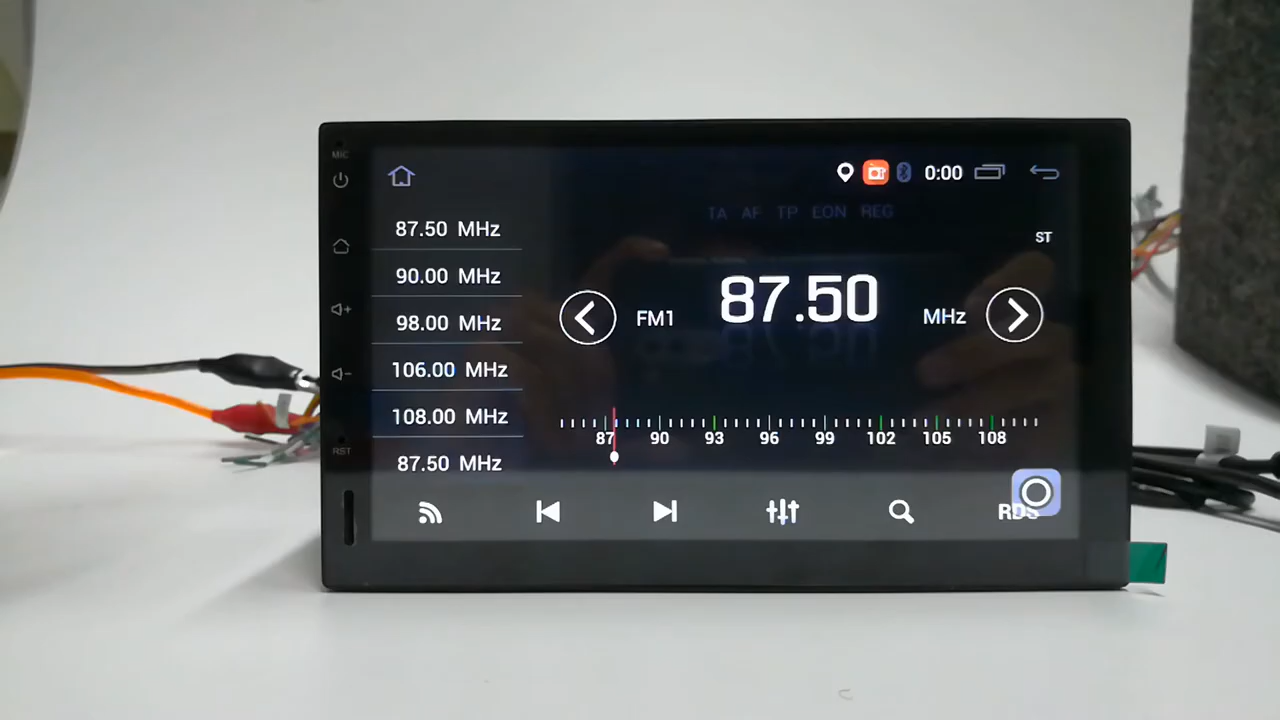 MIC
0:00
TA AF TP EON REG
ST
87.50 MHz
90.00 MHz
98.00 MHz
106.00 MHz
108.00 MHz
87.50 MHz
FM1 87.50 MHz
87 90 93 96 99 102 105 108
RST
RDS